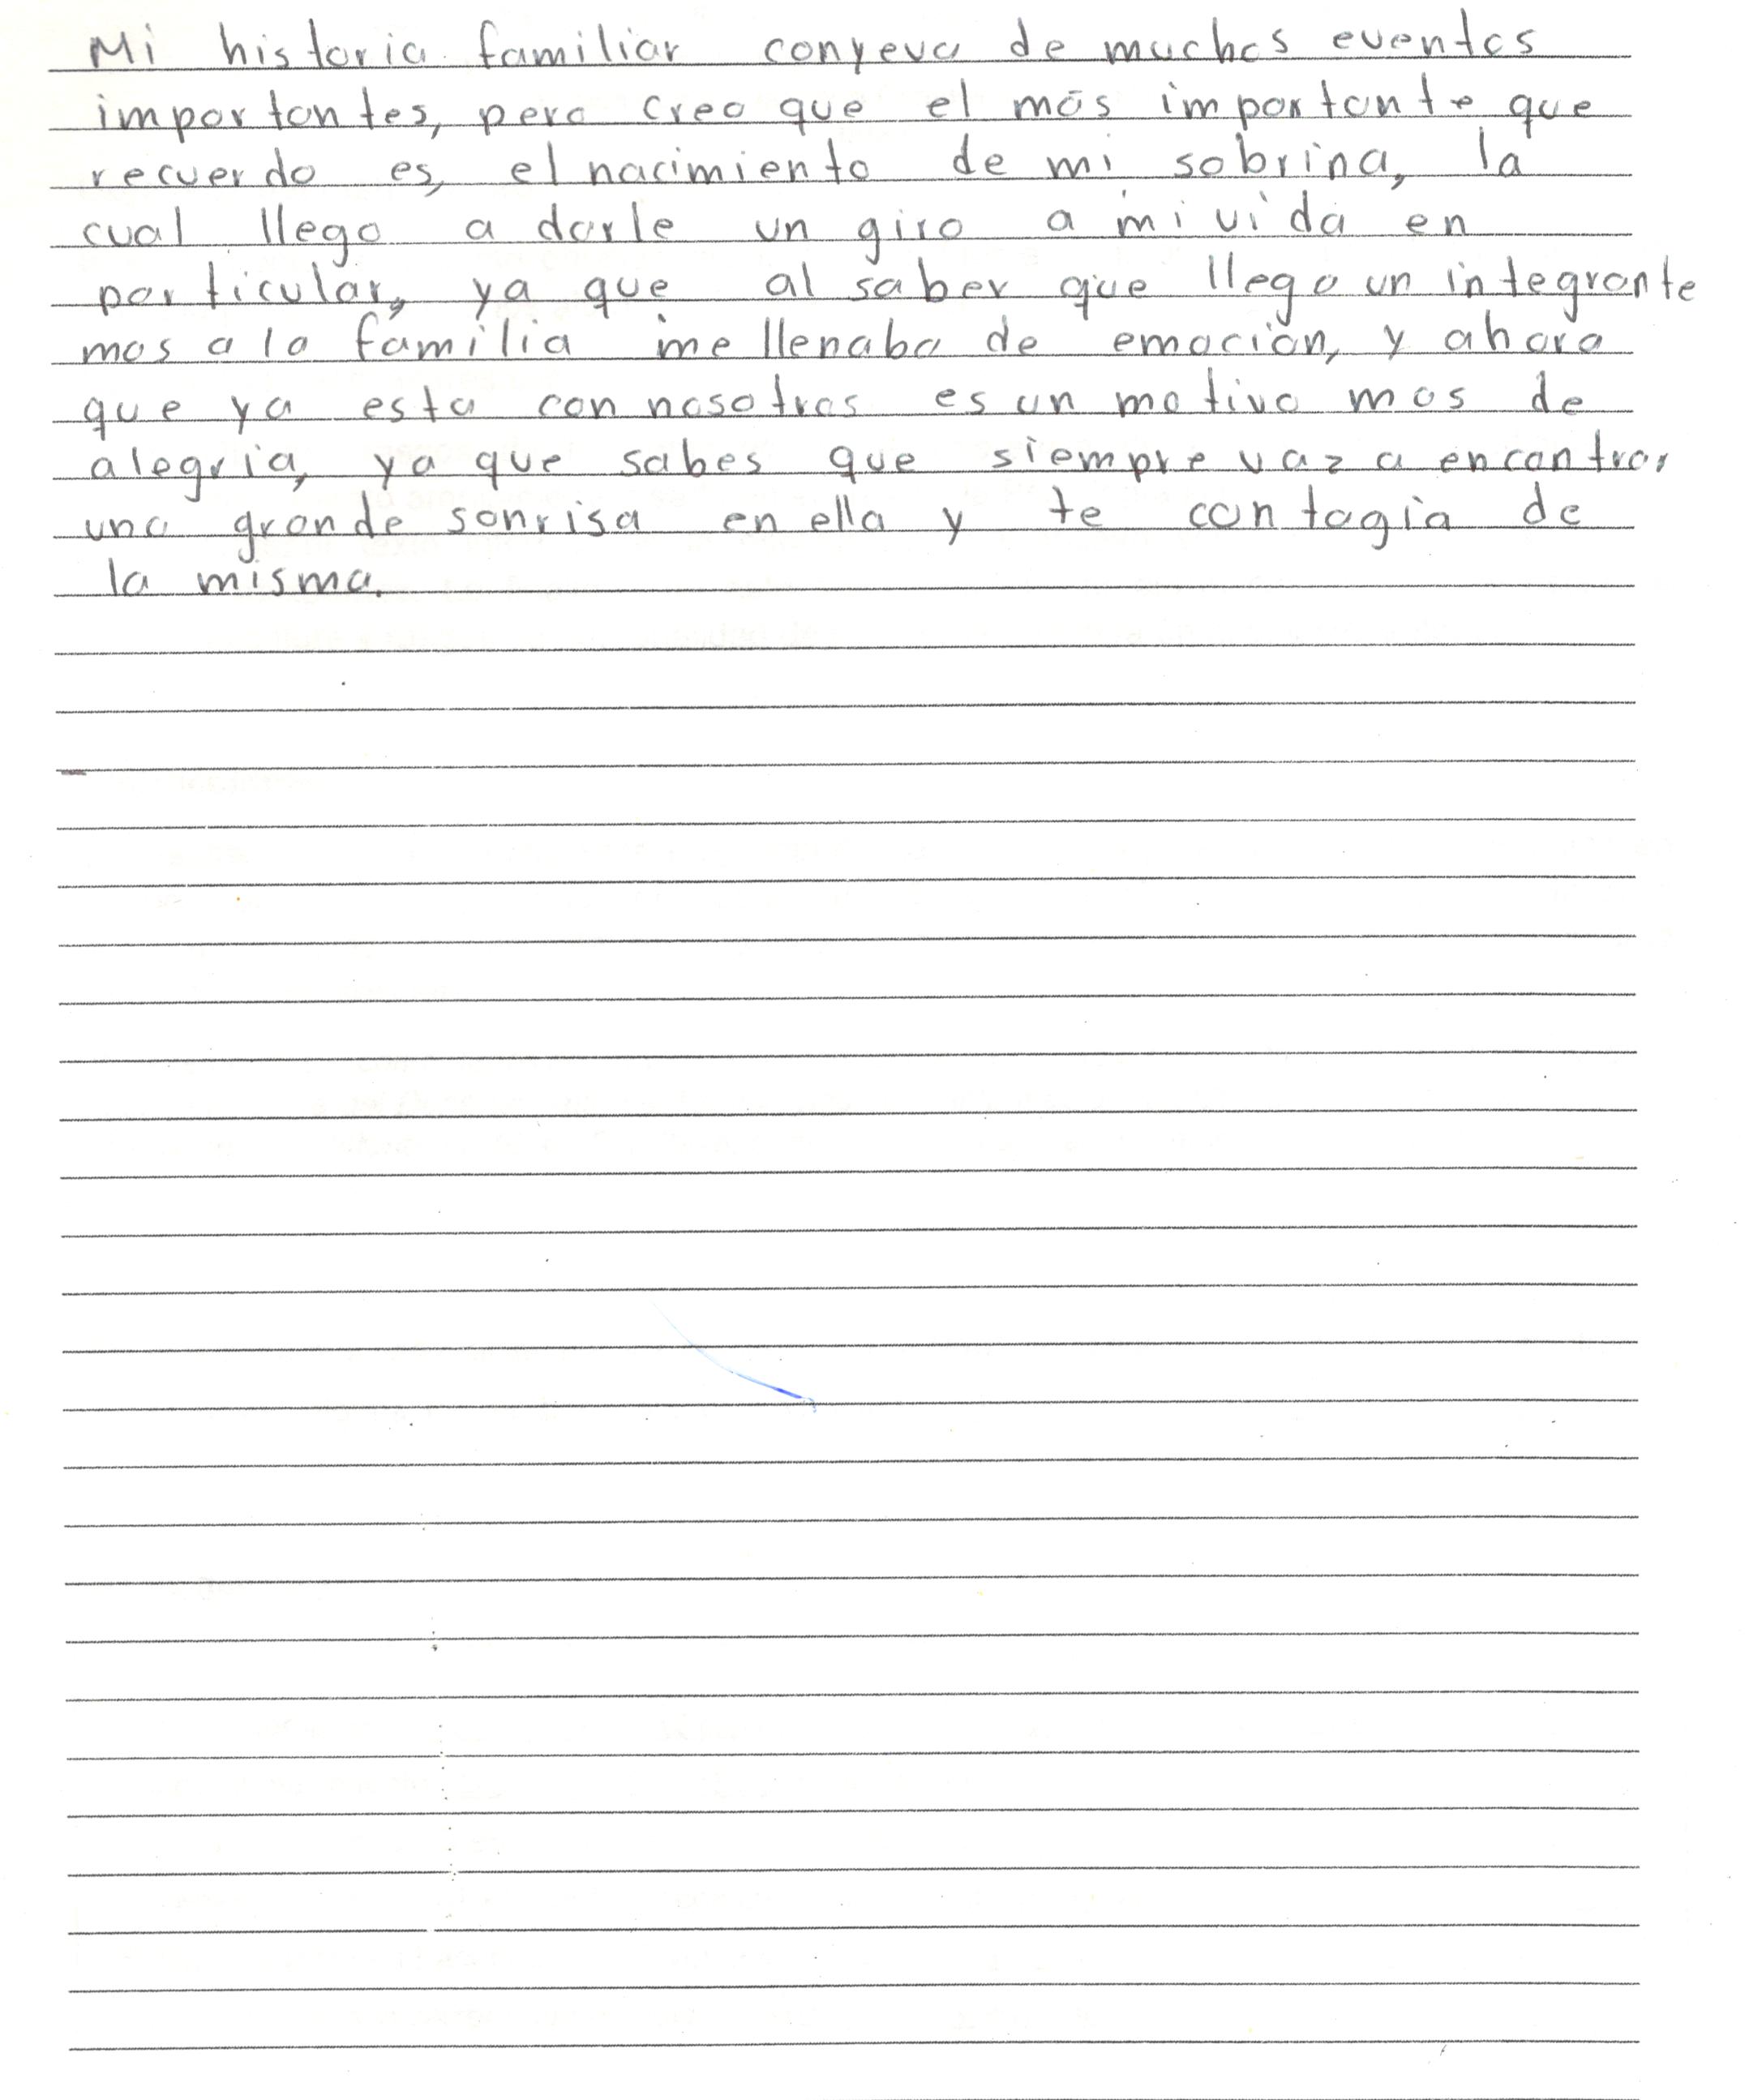 Mi historia familiar conyeva de muchos eventos
importantes, pero creo que el más importante que
recuerdo es, el nacimiento de mi sobrina, la
cual llego a darle un giro a mi vida en
particular, ya que al saber que llego un integrante
mas a la familia me llenaba de emoción, y ahora
que ya esta con nosotros es un motivo mas de
alegria, ya que sabes que siempre vaz a encontrar
una grande sonrisa en ella y te contagia de
la misma.